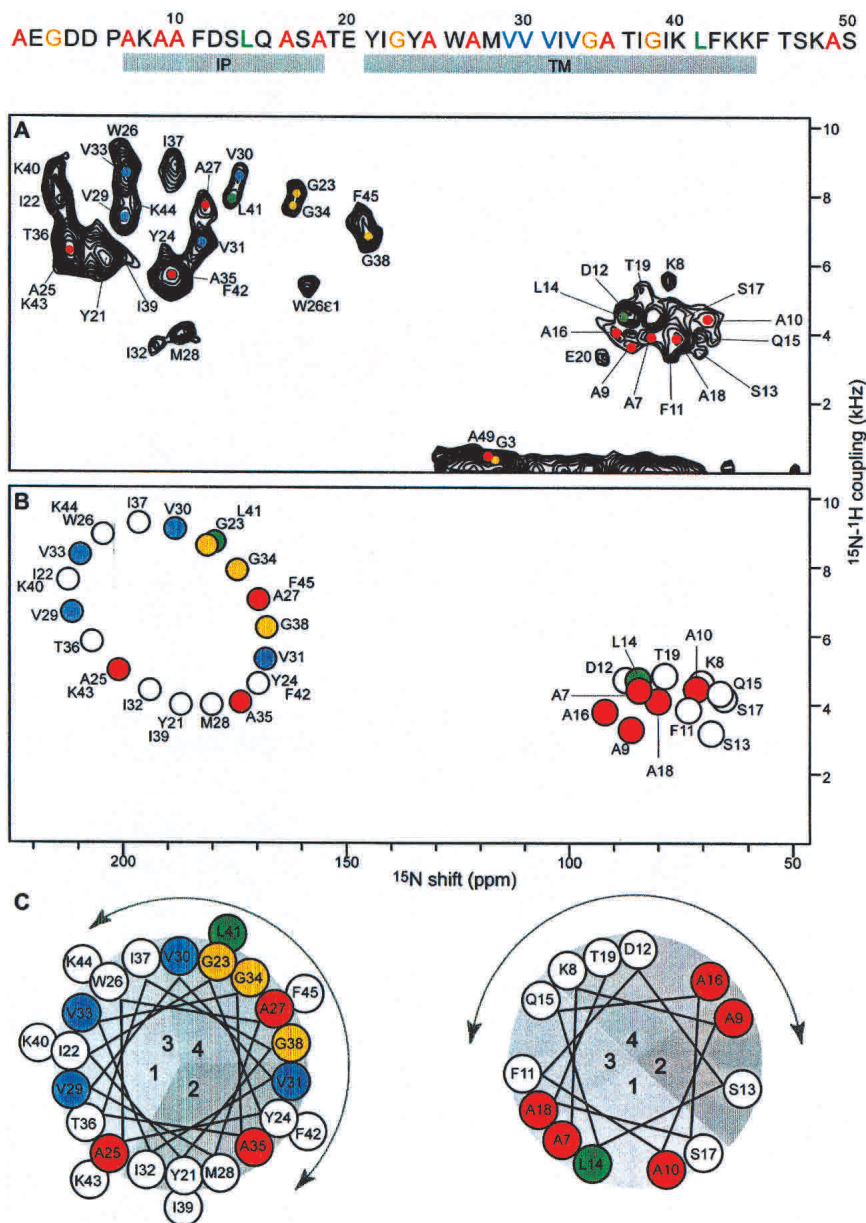 10 20 30 40 50
AEGDD PAKAA FDSLQ ASATE YIGYA WAMVV VIVGA TIGIK LFKKF TSKAS
IP TM
A
10
8
6
4
2
15N-1H coupling (kHz)
W26
V33
I37
K40
A27
V30
I22
V29
K44
L41
G23
G34
F45
T36
Y24
V31
G38
A25
K43
Y21
I39
A35
F42
W26ε1
I32
M28
D12
T19
K8
L14
S17
A16
A10
E20
Q15
A9
A7
F11
A18
S13
A49
G3
B
10
8
6
4
2
K44
W26
I37
V30
L41
G23
V33
G34
I22
K40
A27
F45
V29
G38
T36
V31
A25
K43
Y24
F42
I32
Y21
I39
M28
A35
A10
L14
T19
K8
D12
Q15
A7
S17
A16
F11
A9
S13
A18
200 150 100 50
15N shift (ppm)
C
L41
K44
I37
V30
G23
W26
G34
F45
V33
A27
K40
I22
3
4
G38
1
V29
2
V31
T36
Y24
F42
A25
A35
K43
I32
Y21
M28
I39
T19
D12
K8
A16
Q15
A9
4
3
2
F11
1
S13
A18
A7
L14
A10
S17